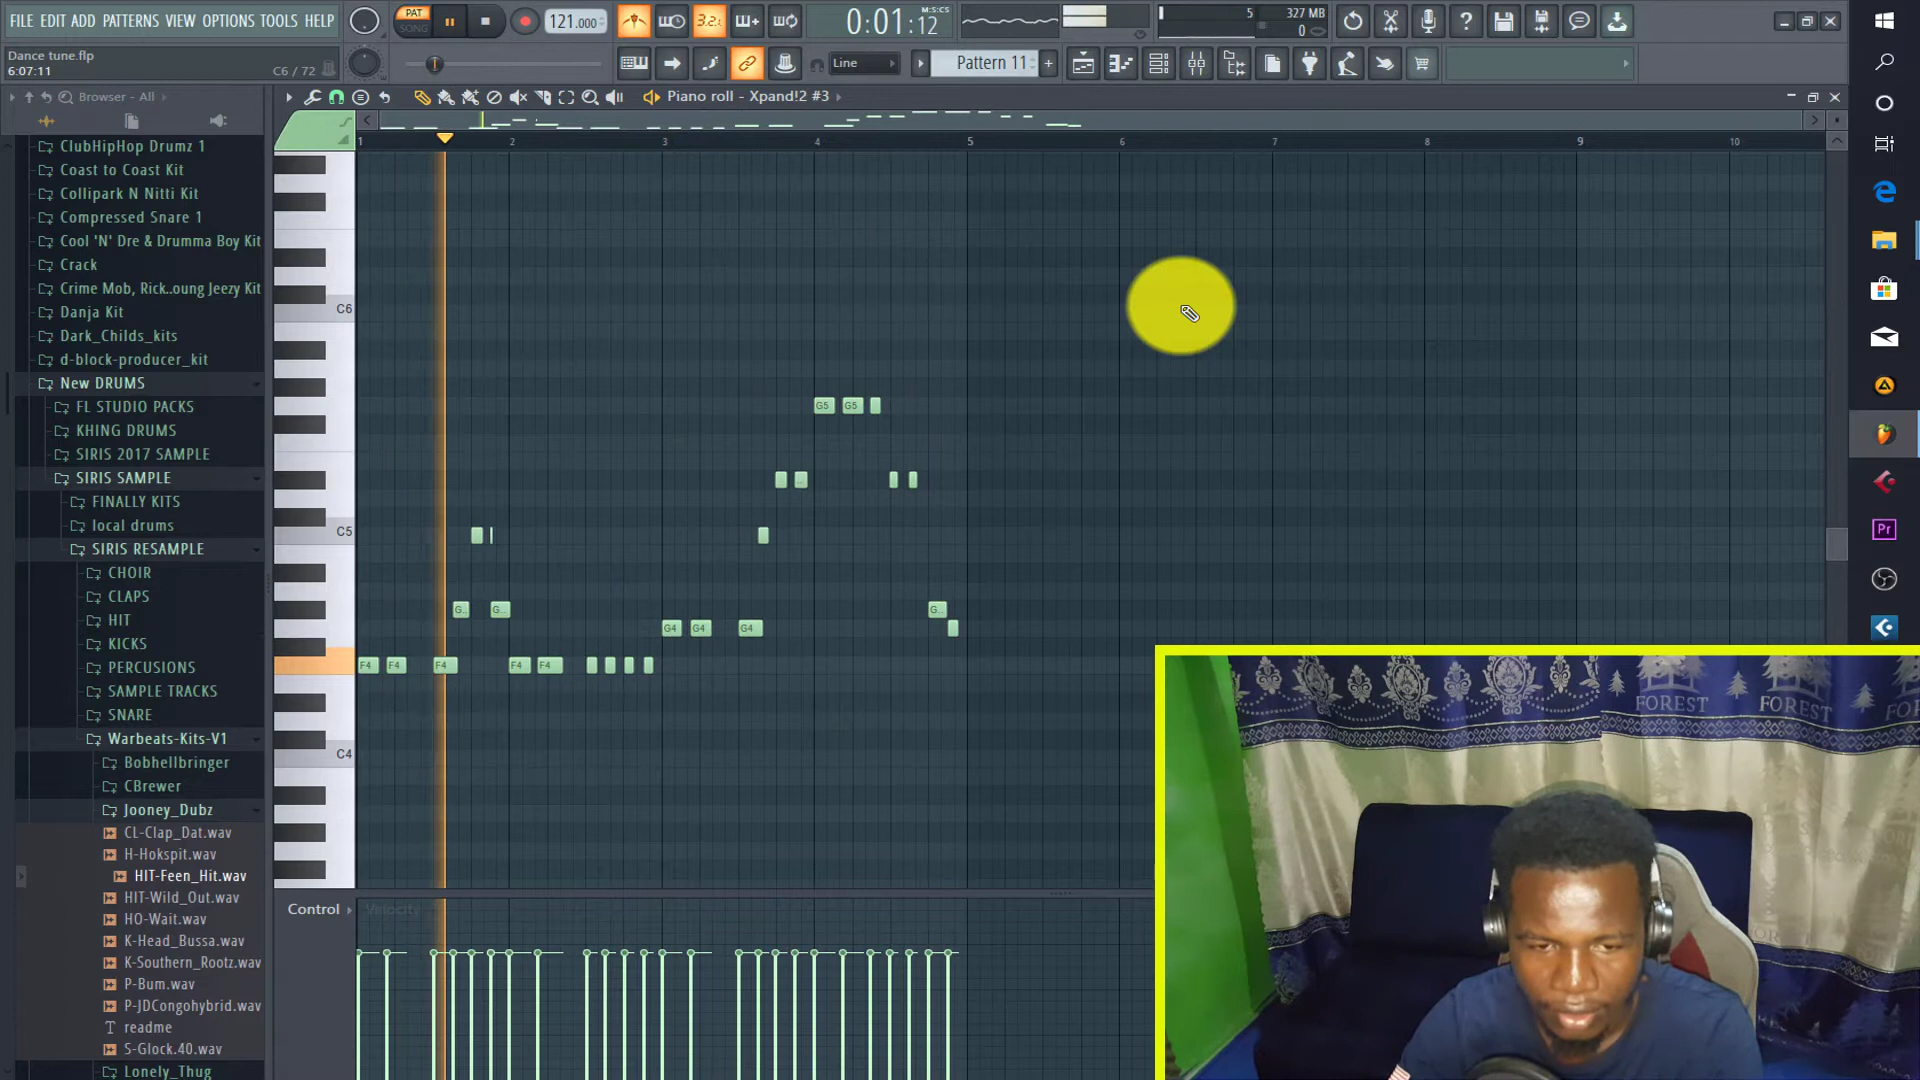 FILE EDIT ADD PATTERNS VIEW OPTIONS TOOLS HELP
PAT
SONG
121.000
3.2.
0:01:12
M:S:CS
5
327 MB
0
Dance tune.flp
6:07:11
C6 / 72
Line
Pattern 11
Browser - All
Piano roll - Xpand!2 #3
1 2 3 4 5 6 7 8 9 10
ClubHipHop Drumz 1
Coast to Coast Kit
Collipark N Nitti Kit
Compressed Snare 1
Cool 'N' Dre & Drumma Boy Kit
Crack
Crime Mob, Rick..oung Jeezy Kit
Danja Kit
Dark_Childs_kits
d-block-producer_kit
New DRUMS
FL STUDIO PACKS
KHING DRUMS
SIRIS 2017 SAMPLE
SIRIS SAMPLE
FINALLY KITS
local drums
SIRIS RESAMPLE
CHOIR
CLAPS
HIT
KICKS
PERCUSIONS
SAMPLE TRACKS
SNARE
Warbeats-Kits-V1
Bobhellbringer
CBrewer
Jooney_Dubz
CL-Clap_Dat.wav
H-Hokspit.wav
HIT-Feen_Hit.wav
HIT-Wild_Out.wav
HO-Wait.wav
K-Head_Bussa.wav
K-Southern_Rootz.wav
P-Bum.wav
P-JDCongohybrid.wav
readme
S-Glock.40.wav
Lonely_Thug
C6
G5 G5
C5
G.. G.. G..
G4 G4 G4
F4 F4 F4 F4 F4
C4
Control
Velocity
Pr
FOREST
FOREST
FOR